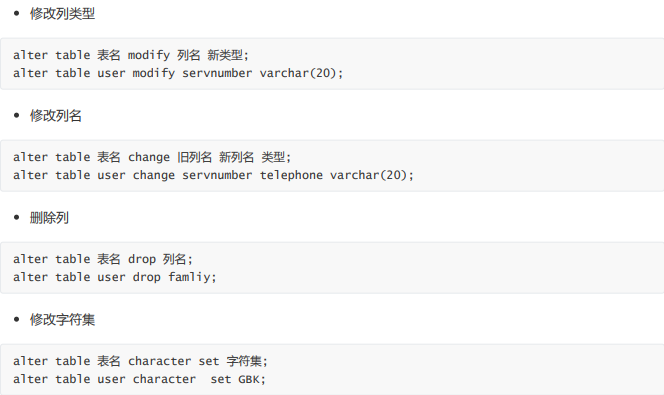 修改列类型
alter table 表名 modify 列名 新类型;
alter table user modify servnumber varchar(20);
修改列名
alter table 表名 change 旧列名 新列名 类型;
alter table user change servnumber telephone varchar(20);
删除列
alter table 表名 drop 列名;
alter table user drop famliy;
修改字符集
alter table 表名 character set 字符集;
alter table user character  set GBK;